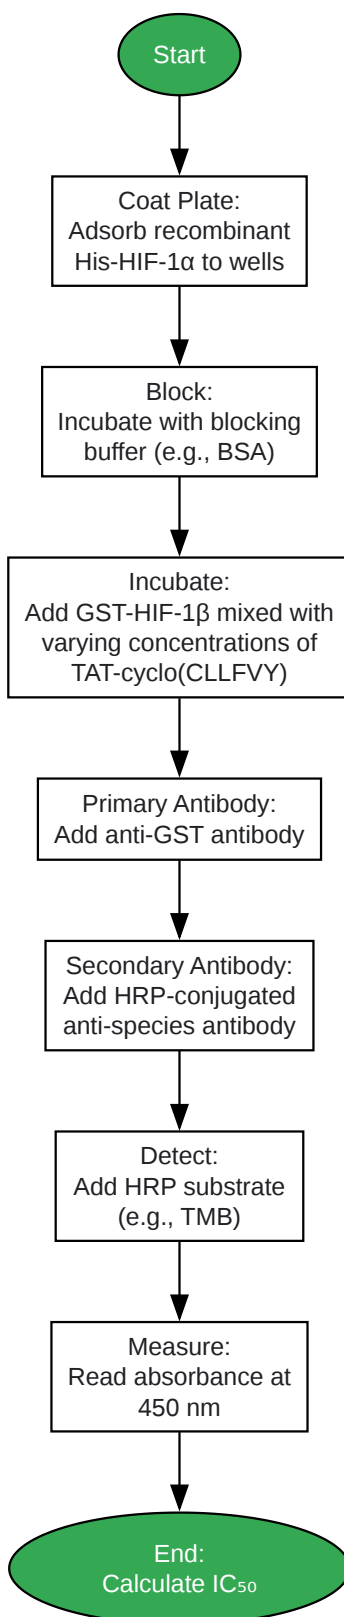 Start
Coat Plate:
Adsorb recombinant
His-HIF-1α to wells
Block:
Incubate with blocking
buffer (e.g., BSA)
Incubate:
Add GST-HIF-1β mixed with
varying concentrations of
TAT-cyclo(CLLFVY)
Primary Antibody:
Add anti-GST antibody
Secondary Antibody:
Add HRP-conjugated
anti-species antibody
Detect:
Add HRP substrate
(e.g., TMB)
Measure:
Read absorbance at
450 nm
End:
Calculate IC₅₀